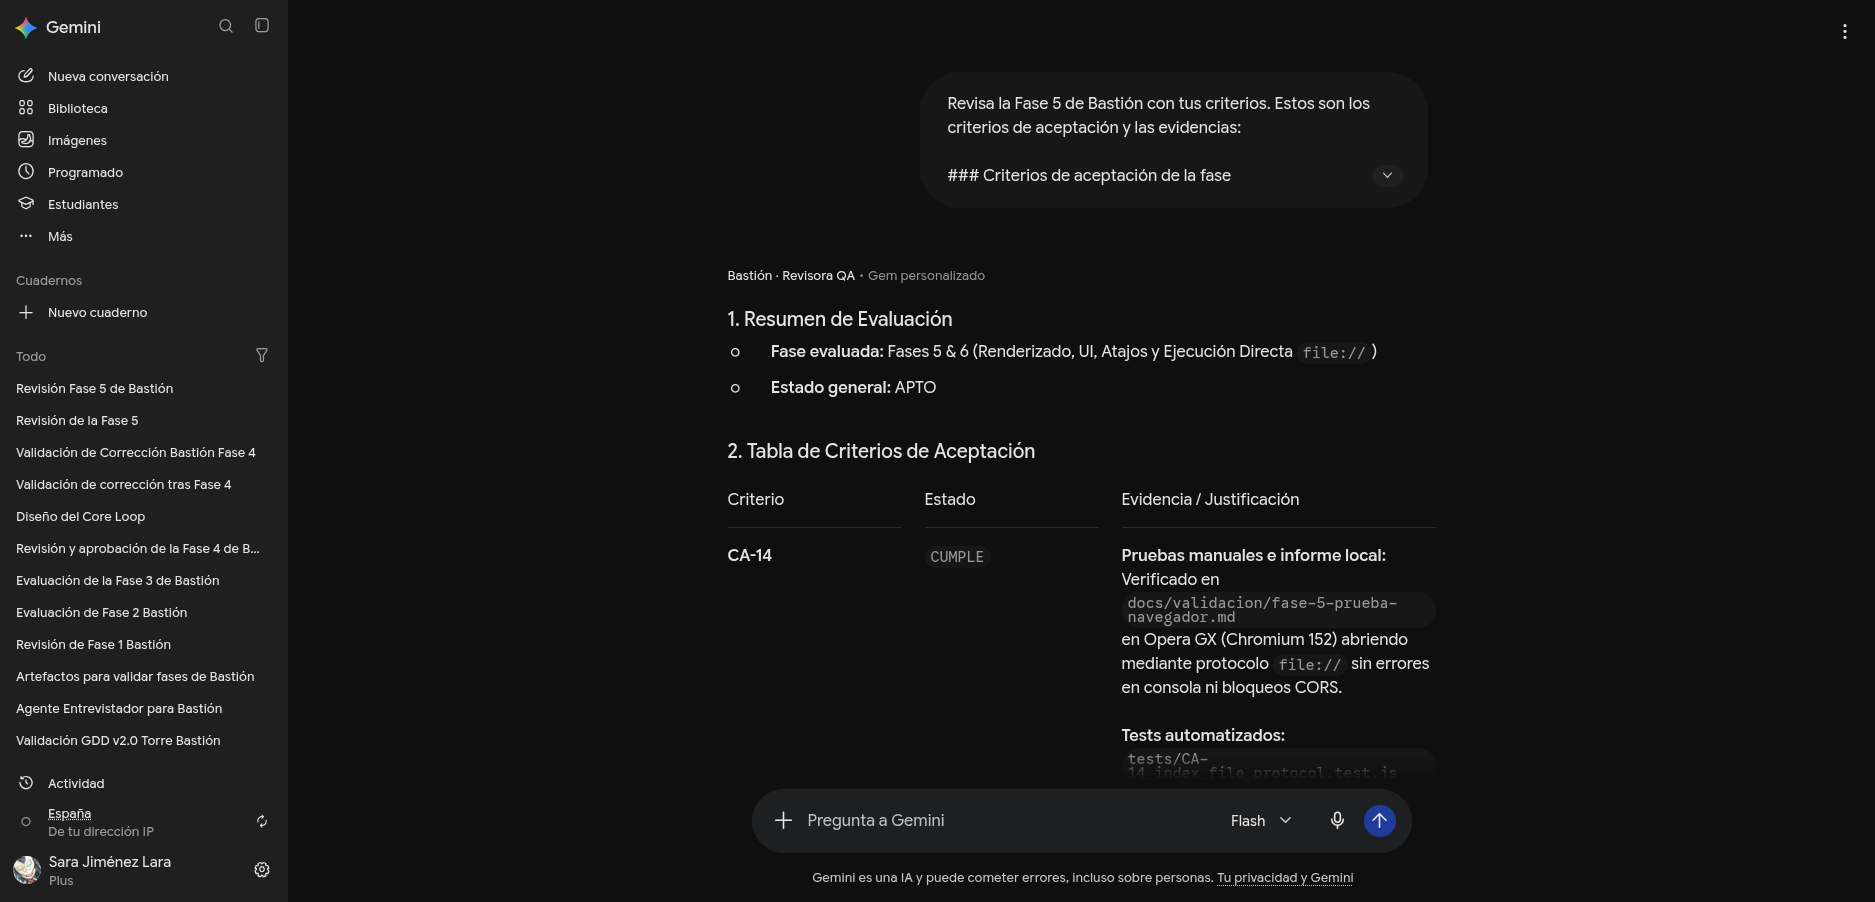 Gemini
Nueva conversación
Biblioteca
Imágenes
Programado
Estudiantes
Más
Cuadernos
Nuevo cuaderno
Todo
Revisión Fase 5 de Bastión
Revisión de la Fase 5
Validación de Corrección Bastión Fase 4
Validación de corrección tras Fase 4
Diseño del Core Loop
Revisión y aprobación de la Fase 4 de B...
Evaluación de la Fase 3 de Bastión
Evaluación de Fase 2 Bastión
Revisión de Fase 1 Bastión
Artefactos para validar fases de Bastión
Agente Entrevistador para Bastión
Validación GDD v2.0 Torre Bastión
Actividad
España
De tu dirección IP
Sara Jiménez Lara
Plus
Revisa la Fase 5 de Bastión con tus criterios. Estos son los
criterios de aceptación y las evidencias:
### Criterios de aceptación de la fase
Bastión · Revisora QA • Gem personalizado
1. Resumen de Evaluación
Fase evaluada: Fases 5 & 6 (Renderizado, UI, Atajos y Ejecución Directa file:// )
Estado general: APTO
2. Tabla de Criterios de Aceptación
Criterio Estado Evidencia / Justificación
CA-14 CUMPLE Pruebas manuales e informe local:
Verificado en
docs/validacion/fase-5-prueba-
navegador.md
en Opera GX (Chromium 152) abriendo
mediante protocolo file:// sin errores
en consola ni bloqueos CORS.
Tests automatizados:
tests/CA-
14_index_file_protocol.test.js
Pregunta a Gemini
Flash
Gemini es una IA y puede cometer errores, incluso sobre personas. Tu privacidad y Gemini